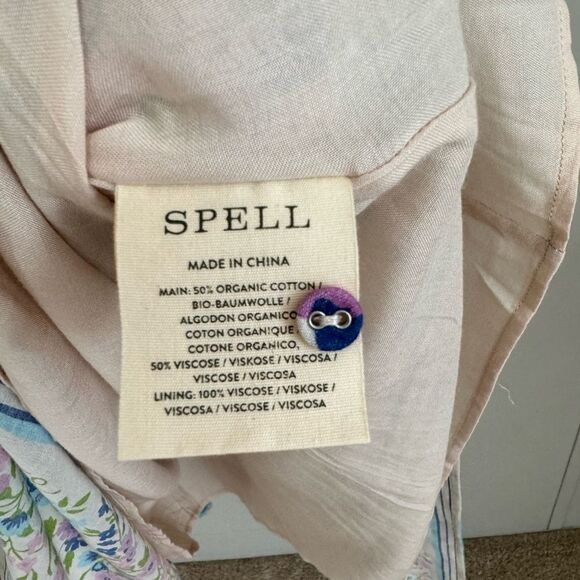 SPELL
MADE IN CHINA
MAIN: 50% ORGANIC COTTON /
BIO-BAUMWOLLE /
ALGODON ORGANICO
COTON ORGANIQUE
COTONE ORGANICO,
50% VISCOSE / VISKOSE / VISCOSA /
VISCOSE / VISCOSA
LINING: 100% VISCOSE / VISKOSE /
VISCOSA / VISCOSE / VISCOSA